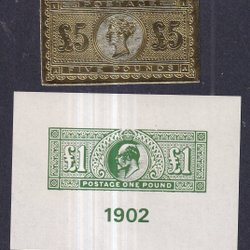 POSTAGE
£5 £5
FIVE POUNDS
£1 £1
POSTAGE ONE POUND
1902